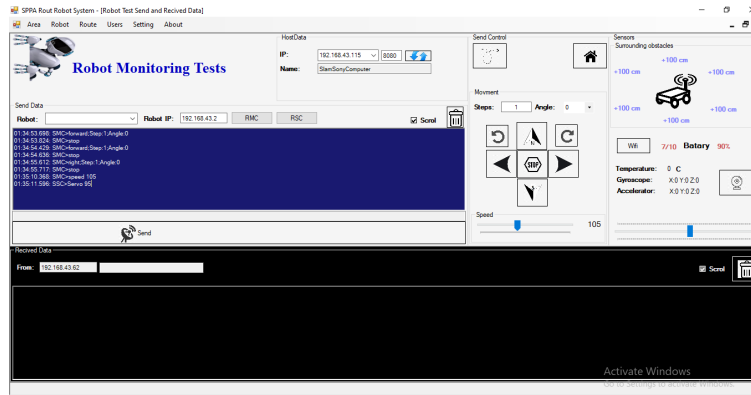 SPPA Rout Robot System - [Robot Test Send and Recived Data]
Area Robot Route Users Setting About
Robot Monitoring Tests
HostData
IP: 192.168.43.115 8080
Name: SlamSonyComputer
Send Data
Robot: Robot IP: 192.168.43.2 RMC RSC Scrol
01:34:53.698: SMC>forward;Step:1;Angle:0
01:34:53.824: SMC>stop
01:34:54.429: SMC>forward;Step:1;Angle:0
01:34:54.636: SMC>stop
01:34:55.612: SMC>right;Step:1;Angle:0
01:34:55.717: SMC>stop
01:35:10.368: SMC>speed 105
01:35:11.596: SSC>Servo 95
Send
Send Control
Movment
Steps: 1 Angle: 0
N
STOP
Speed
105
Sensors
Surrounding obstacles
+100 cm
+100 cm +100 cm
+100 cm +100 cm
+100 cm
Wifi 7/10 Batary 90%
Temperature: 0 C
Gyroscope: X:0 Y:0 Z:0
Accelerator: X:0 Y:0 Z:0
Recived Data
From: 192.168.43.62 Scrol
Activate Windows
Go to Settings to activate Windows.